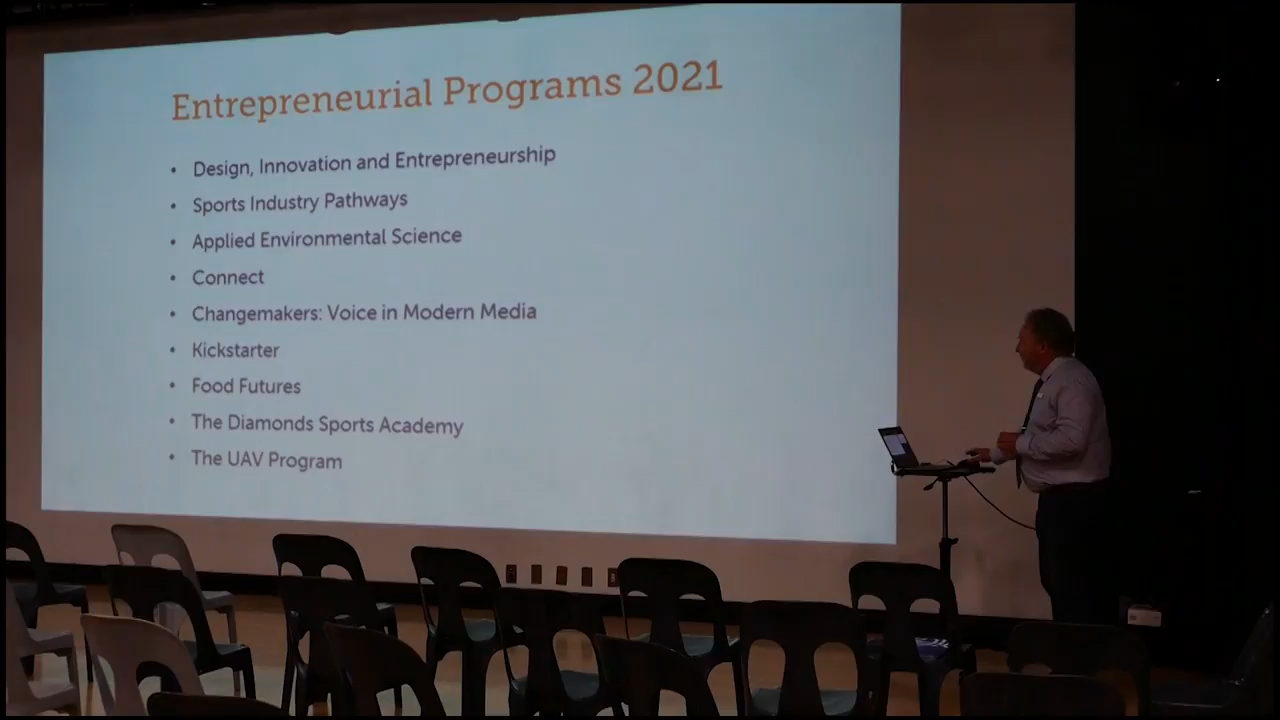 Entrepreneurial Programs 2021
• Design, Innovation and Entrepreneurship
• Sports Industry Pathways
• Applied Environmental Science
• Connect
• Changemakers: Voice in Modern Media
• Kickstarter
• Food Futures
• The Diamonds Sports Academy
• The UAV Program